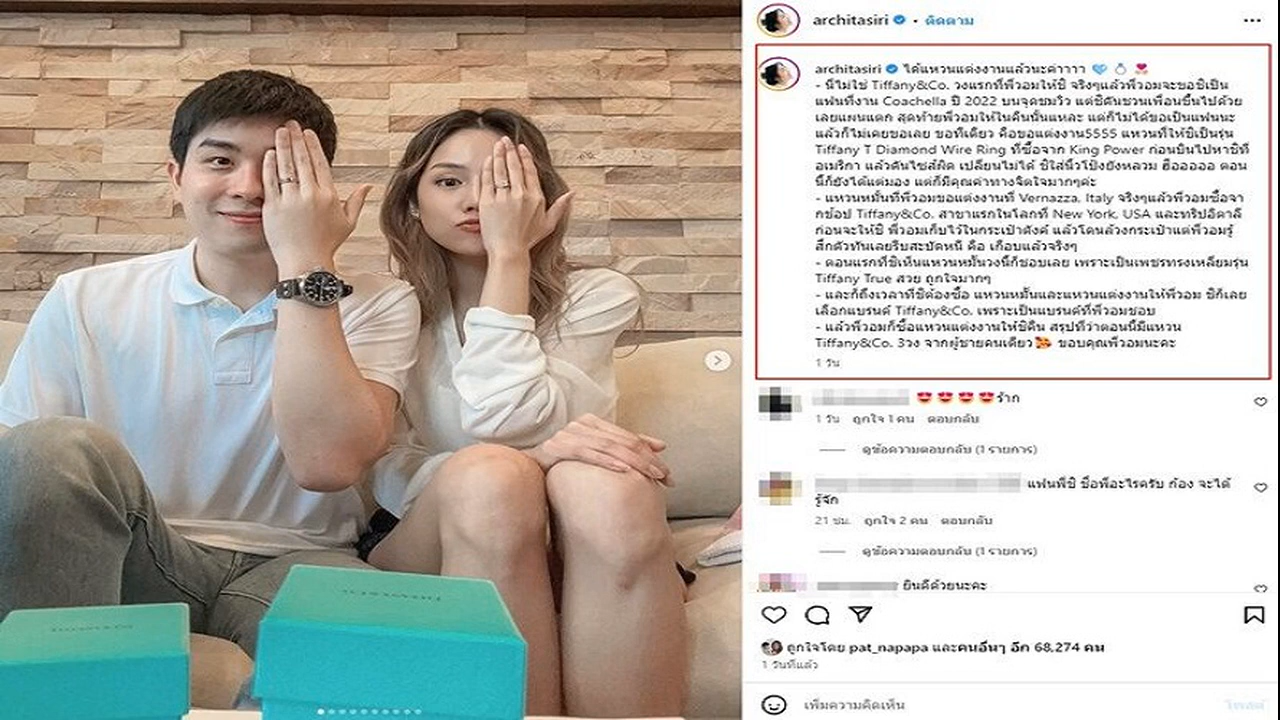 architasiri • ติดตาม
architasiri ได้แหวนแต่งงานแล้วนะค่าาาา
- นี่ไม่ใช่ Tiffany&Co. วงแรกที่พี่วอมให้ชิ จริงๆแล้วพี่วอมจะขอชิเป็น
แฟนที่งาน Coachella ปี 2022 บนจุดชมวิว แต่ชิดันชวนเพื่อนขึ้นไปด้วย
เลยแผนแตก สุดท้ายพี่วอมให้ในคืนนั้นแหละ แต่ก็ไม่ได้ขอเป็นแฟนนะ
แล้วก็ไม่เคยขอเลย ขอทีเดียว คือขอแต่งงาน5555 แหวนที่ให้ชิเป็นรุ่น
Tiffany T Diamond Wire Ring ที่ซื้อจาก King Power ก่อนบินไปหาชิที่
อเมริกา แล้วดันไซส์ผิด เปลี่ยนไม่ได้ ชิใส่นิ้วโป้งยังหลวม ฮือออออ ตอน
นี้ก็ยังได้แต่มอง แต่ก็มีคุณค่าทางจิตใจมากๆค่ะ
- แหวนหมั้นที่พี่วอมขอแต่งงานที่ Vernazza, Italy จริงๆแล้วพี่วอมซื้อจา
กช้อป Tiffany&Co. สาขาแรกในโลกที่ New York, USA และทริปอิตาลี
ก่อนจะให้ชิ พี่วอมเก็บไว้ในกระเป๋าตังค์ แล้วโดนล้วงกระเป๋าแต่พี่วอมรู้
สึกตัวทันเลยรีบสะบัดหนี คือ เกือบแล้วจริงๆ
- ตอนแรกที่ชิเห็นแหวนหมั้นวงนี้ก็ชอบเลย เพราะเป็นเพชรทรงเหลี่ยมรุ่น
Tiffany True สวย ถูกใจมากๆ
- และก็ถึงเวลาที่ชิต้องซื้อ แหวนหมั้นและแหวนแต่งงานให้พี่วอม ชิก็เลย
เลือกแบรนด์ Tiffany&Co. เพราะเป็นแบรนด์ที่พี่วอมชอบ
- แล้วพี่วอมก็ซื้อแหวนแต่งงานให้ชิคืน สรุปที่ว่าตอนนี้มีแหวน
Tiffany&Co. 3วง จากผู้ชายคนเดียว ขอบคุณพี่วอมนะคะ
1 วัน
ร้าก
1 วัน ถูกใจ 1 คน ตอบกลับ
ดูข้อความตอบกลับ (1 รายการ)
แฟนพี่ชิ ชื่อพี่อะไรครับ ก้อง จะได้
รู้จัก
21 ชม. ถูกใจ 2 คน ตอบกลับ
ดูข้อความตอบกลับ (1 รายการ)
ยินดีด้วยนะคะ
ถูกใจโดย pat_napapa และคนอื่นๆ อีก 68,274 คน
1 วันที่แล้ว
เพิ่มความคิดเห็น
โพสต์